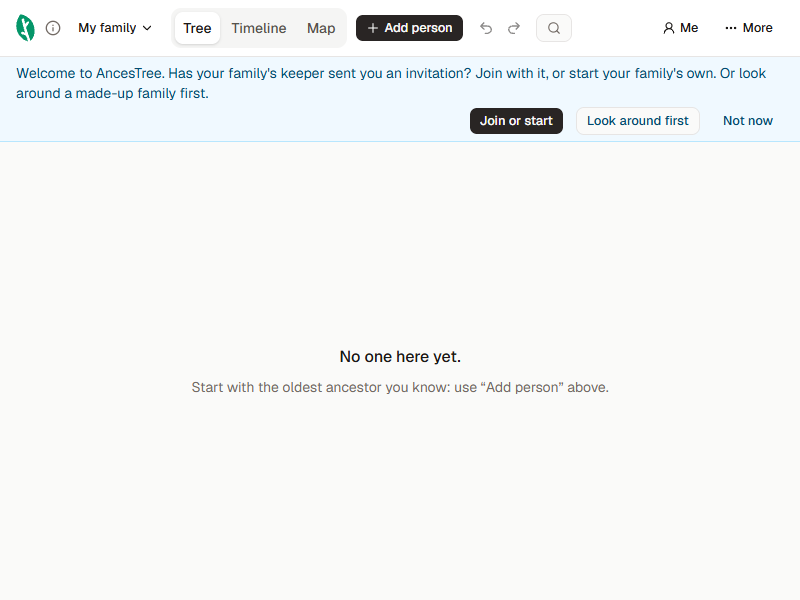 My family
Tree
Timeline
Map
Add person
Me
More
Welcome to AncesTree. Has your family's keeper sent you an invitation? Join with it, or start your family's own. Or look
around a made-up family first.
Join or start
Look around first
Not now
No one here yet.
Start with the oldest ancestor you know: use “Add person” above.